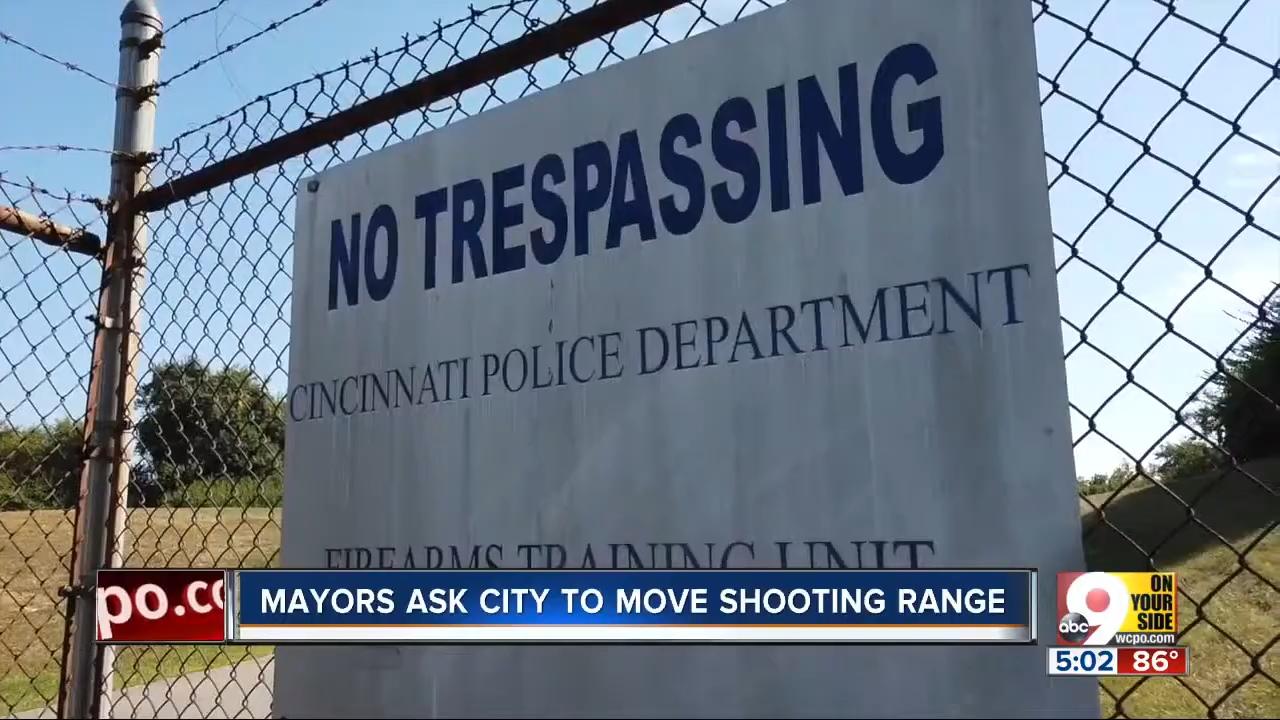 NO TRESPASSING
CINCINNATI POLICE DEPARTMENT
FIREARMS TRAINING UNIT
po.co
MAYORS ASK CITY TO MOVE SHOOTING RANGE
abc 9
ON
YOUR
SIDE
wcpo.com
5:02 86°